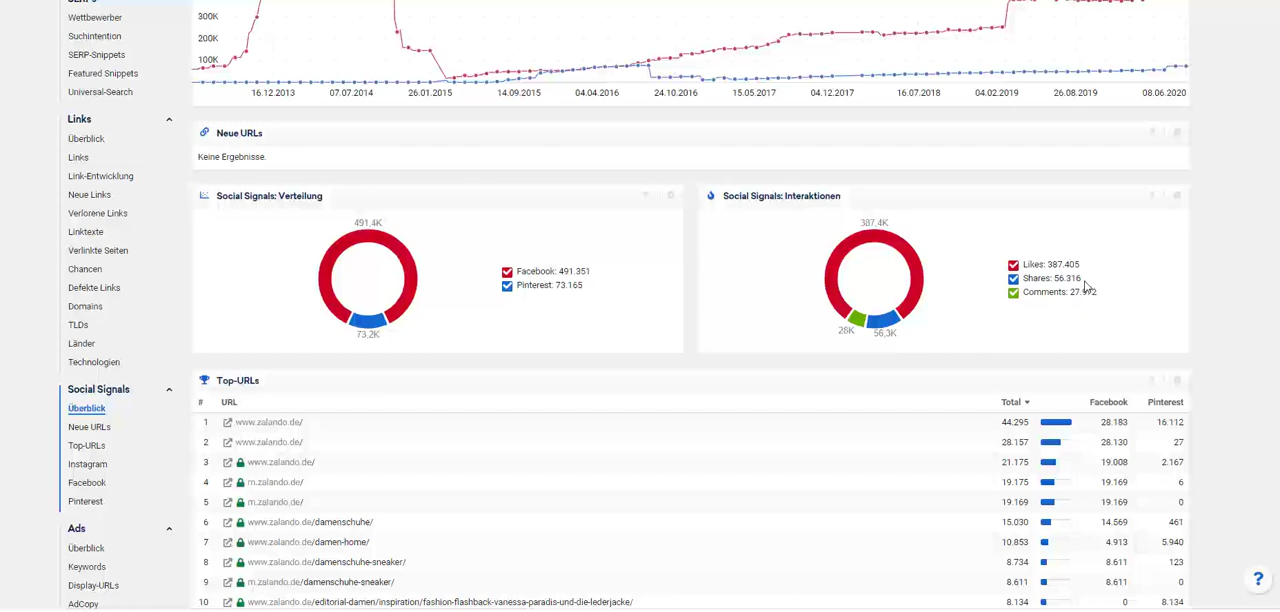 SERPs
Wettbewerber
Suchintention
SERP-Snippets
Featured Snippets
Universal-Search
Links
Überblick
Links
Link-Entwicklung
Neue Links
Verlorene Links
Linktexte
Verlinkte Seiten
Chancen
Defekte Links
Domains
TLDs
Länder
Technologien
Social Signals
Überblick
Neue URLs
Top-URLs
Instagram
Facebook
Pinterest
Ads
Überblick
Keywords
Display-URLs
AdCopy
300K
200K
100K
16.12.2013 07.07.2014 26.01.2015 14.09.2015 04.04.2016 24.10.2016 15.05.2017 04.12.2017 16.07.2018 04.02.2019 26.08.2019 08.06.2020
Neue URLs
Keine Ergebnisse.
Social Signals: Verteilung
491,4K
Facebook: 491.351
Pinterest: 73.165
73,2K
Social Signals: Interaktionen
387,4K
Likes: 387.405
Shares: 56.316
Comments: 27.972
28K
56,3K
Top-URLs
# URL Total Facebook Pinterest
1 www.zalando.de/ 44.295 28.183 16.112
2 www.zalando.de/ 28.157 28.130 27
3 www.zalando.de/ 21.175 19.008 2.167
4 m.zalando.de/ 19.175 19.169 6
5 m.zalando.de/ 19.169 19.169 0
6 www.zalando.de/damenschuhe/ 15.030 14.569 461
7 www.zalando.de/damen-home/ 10.853 4.913 5.940
8 www.zalando.de/damenschuhe-sneaker/ 8.734 8.611 123
9 m.zalando.de/damenschuhe-sneaker/ 8.611 8.611 0
10 www.zalando.de/editorial-damen/inspiration/fashion-flashback-vanessa-paradis-und-die-lederjacke/ 8.134 0 8.134
?